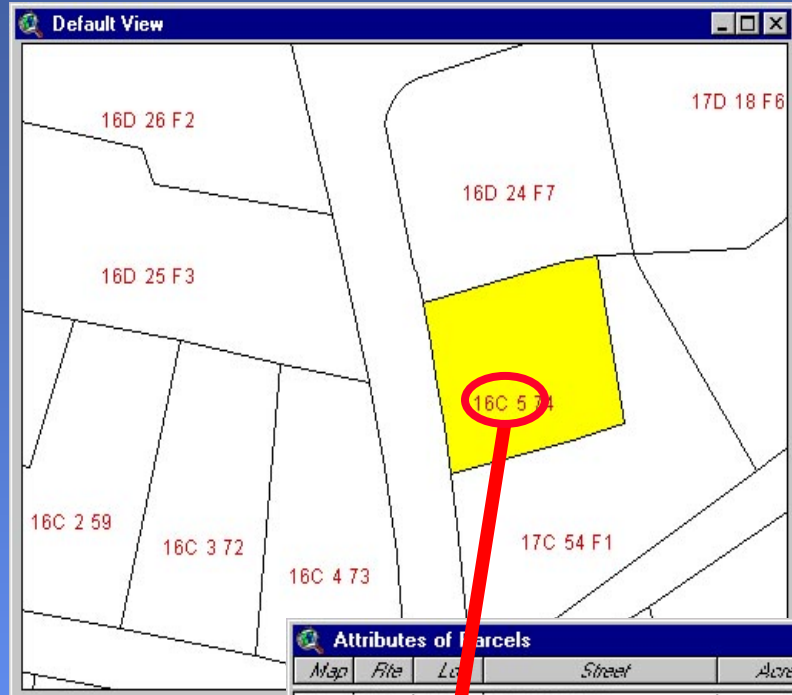 Default View
16D 26 F2
17D 18 F6
16D 24 F7
16D 25 F3
16C 5 74
16C 2 59
16C 3 72
17C 54 F1
16C 4 73
Attributes of Parcels
Map Street